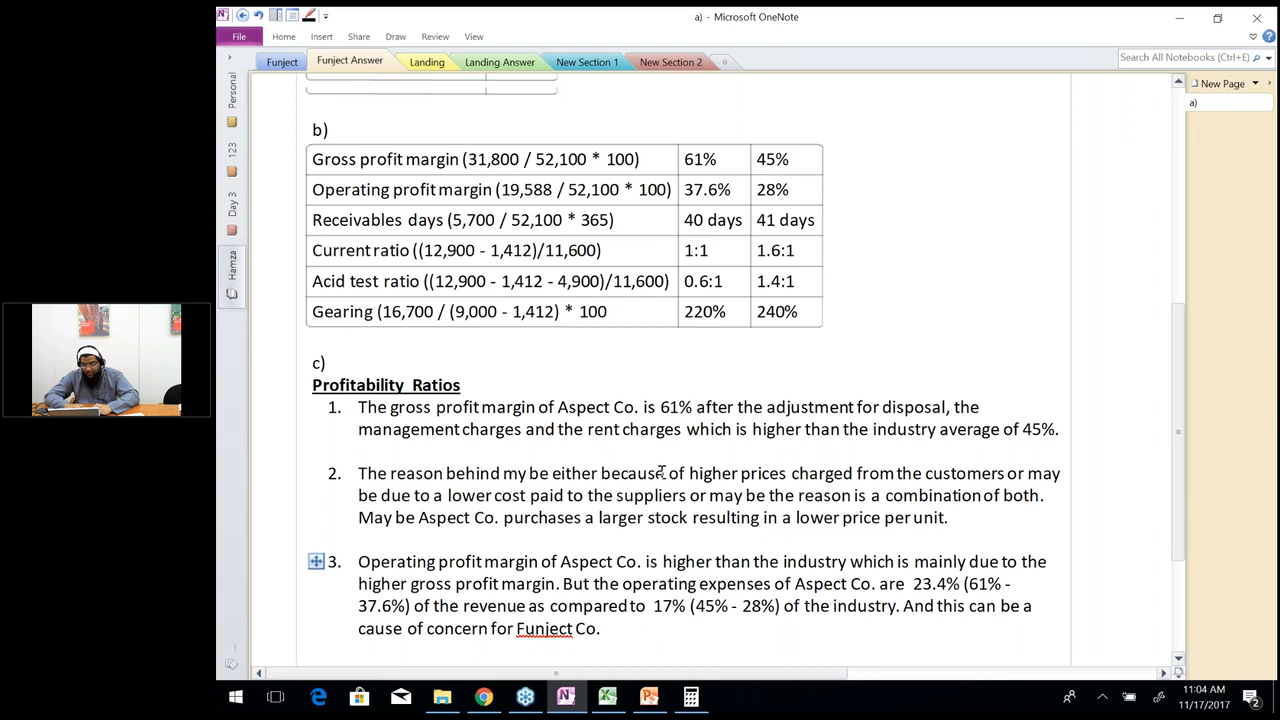 a) - Microsoft OneNote
File Home Insert Share Draw Review View
Funject Funject Answer Landing Landing Answer New Section 1 New Section 2 Search All Notebooks (Ctrl+E)
New Page
a)
Personal
123
Day 3
Hamza
b)
Gross profit margin (31,800 / 52,100 * 100) 61% 45%
Operating profit margin (19,588 / 52,100 * 100) 37.6% 28%
Receivables days (5,700 / 52,100 * 365) 40 days 41 days
Current ratio ((12,900 - 1,412)/11,600) 1:1 1.6:1
Acid test ratio ((12,900 - 1,412 - 4,900)/11,600) 0.6:1 1.4:1
Gearing (16,700 / (9,000 - 1,412) * 100 220% 240%
c)
Profitability Ratios
1. The gross profit margin of Aspect Co. is 61% after the adjustment for disposal, the
management charges and the rent charges which is higher than the industry average of 45%.
2. The reason behind my be either because of higher prices charged from the customers or may
be due to a lower cost paid to the suppliers or may be the reason is a combination of both.
May be Aspect Co. purchases a larger stock resulting in a lower price per unit.
3. Operating profit margin of Aspect Co. is higher than the industry which is mainly due to the
higher gross profit margin. But the operating expenses of Aspect Co. are 23.4% (61% -
37.6%) of the revenue as compared to 17% (45% - 28%) of the industry. And this can be a
cause of concern for Funject Co.
11:04 AM
11/17/2017
2